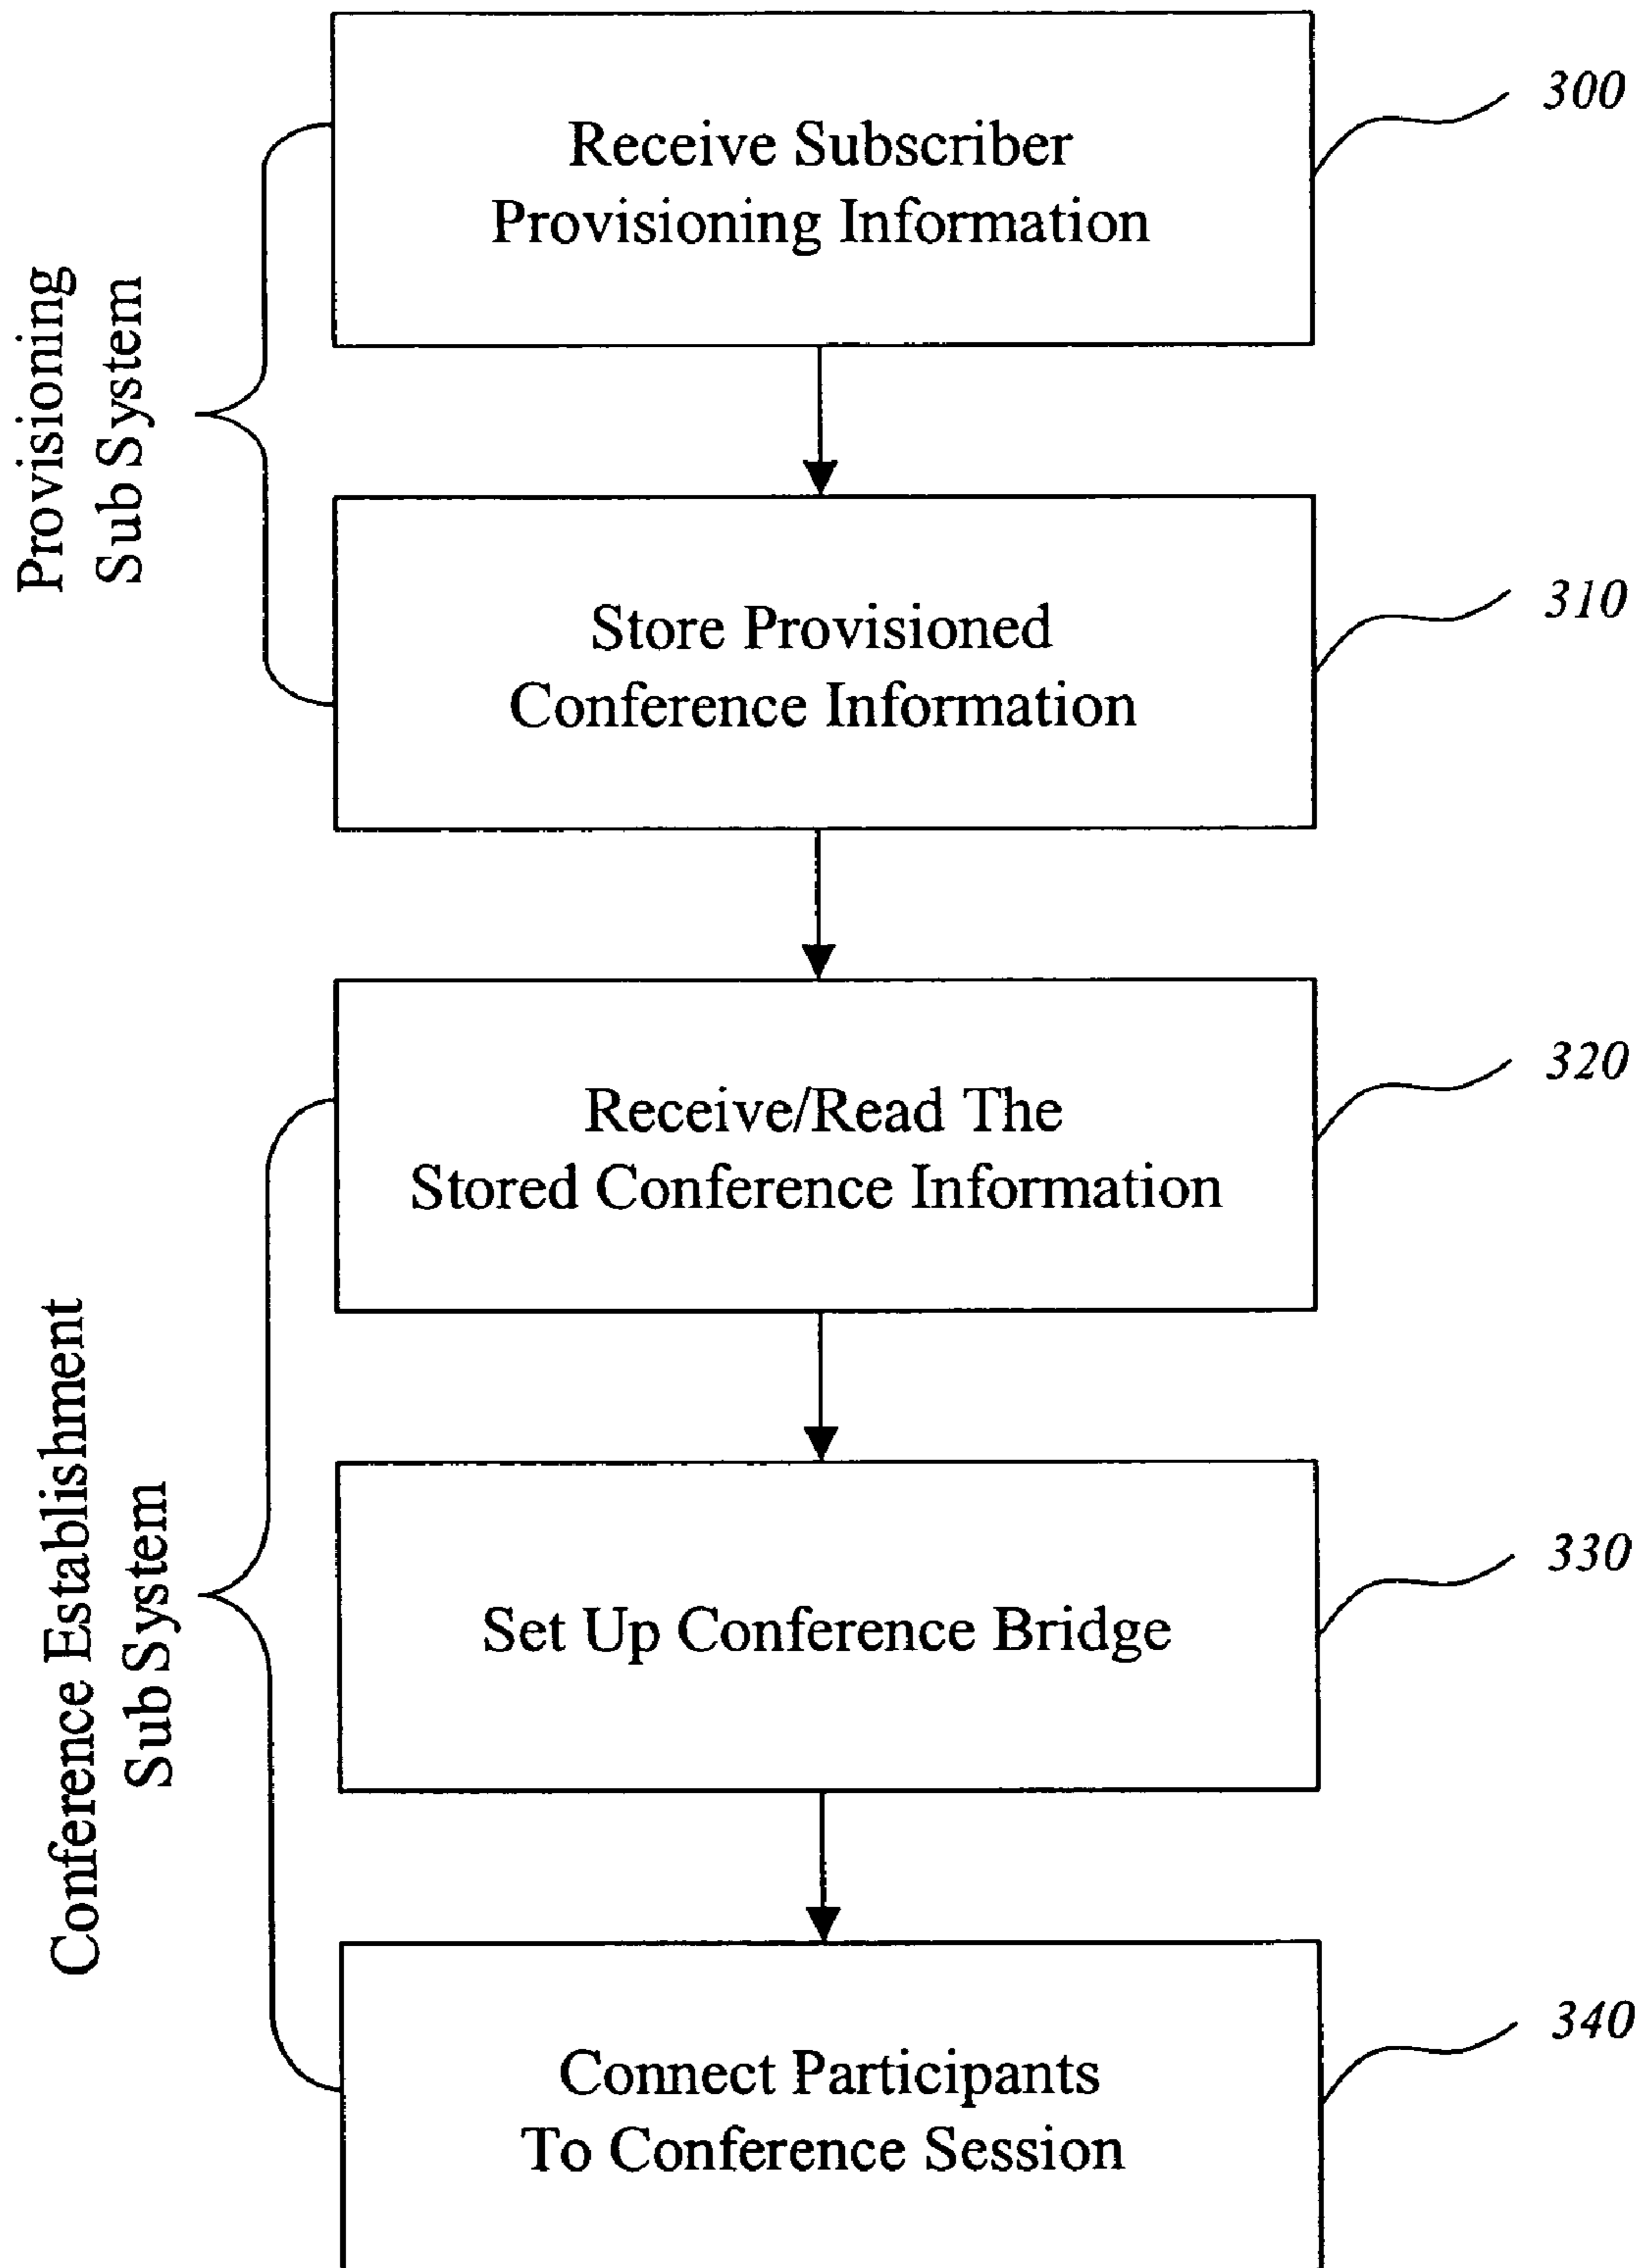 Receive Subscriber
Provisioning Information
300
Provisioning
Sub System
Store Provisioned
Conference Information
310
Receive/Read The
Stored Conference Information
320
Conference Establishment
Sub System
Set Up Conference Bridge
330
Connect Participants
To Conference Session
340